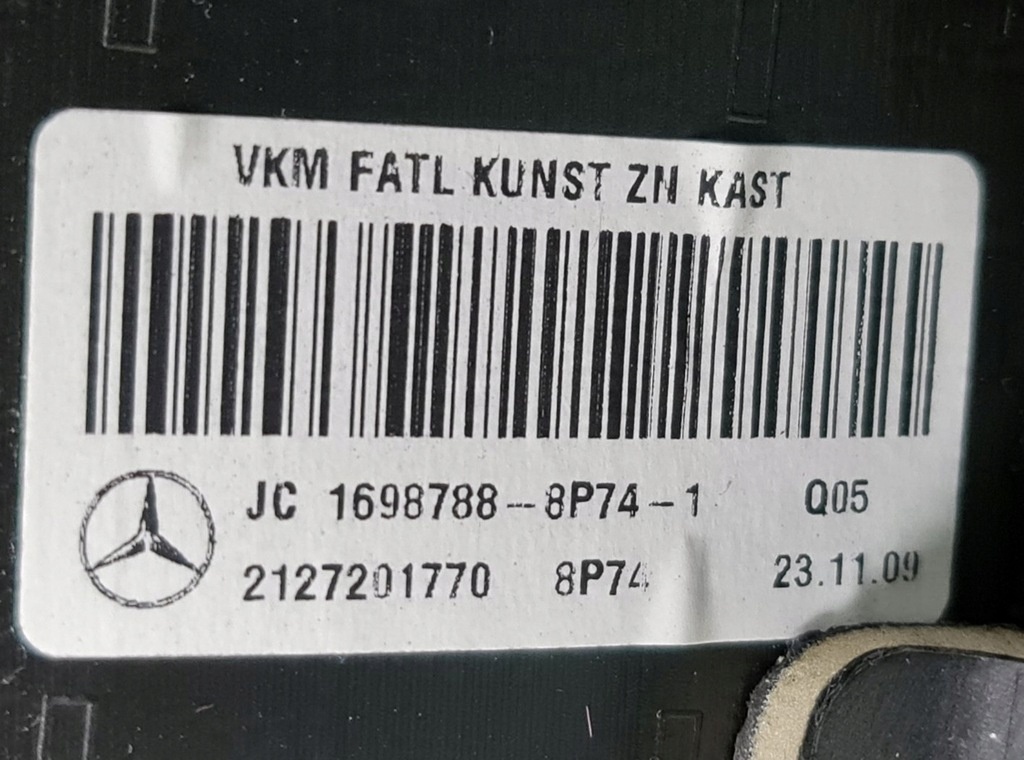 VKM FATL KUNST ZN KAST
JC 1698788-8P74-1 Q05
2127201770 8P74 23.11.09